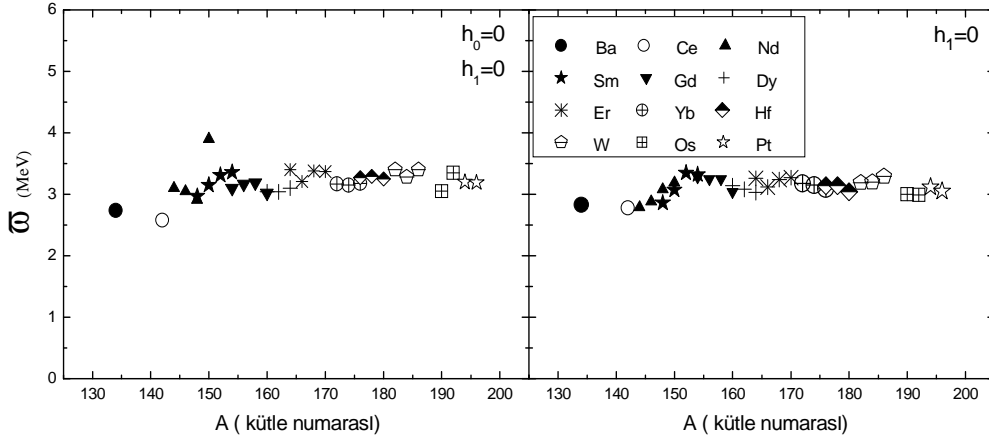 ϖ (MeV)
6
5
4
3
2
1
0
h₀=0
h₁=0
130 140 150 160 170 180 190 200
A ( kütle numarasI)
h₁=0
Ba Ce Nd
Sm Gd Dy
Er Yb Hf
W Os Pt
130 140 150 160 170 180 190 200
A ( kütle numarasI)